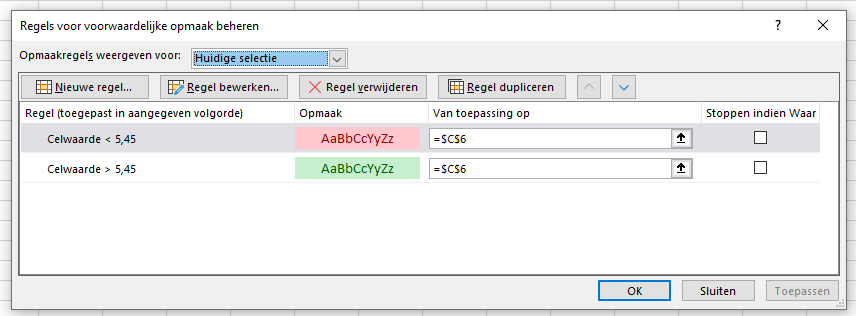 Regels voor voorwaardelijke opmaak beheren
Opmaakregels weergeven voor: Huidige selectie
Nieuwe regel... Regel bewerken... Regel verwijderen Regel dupliceren
Regel (toegepast in aangegeven volgorde) Opmaak Van toepassing op Stoppen indien Waar
Celwaarde < 5,45 AaBbCcYyZz =$C$6
Celwaarde > 5,45 AaBbCcYyZz =$C$6
OK Sluiten Toepassen